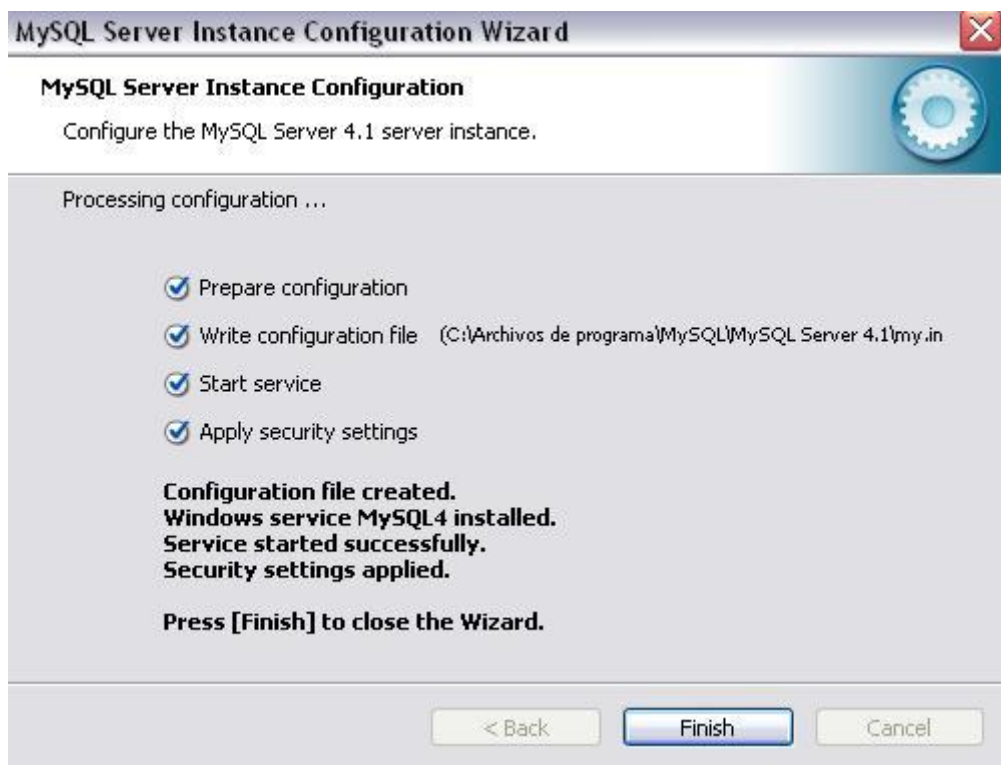 MySQL Server Instance Configuration Wizard
MySQL Server Instance Configuration
Configure the MySQL Server 4.1 server instance.
Processing configuration ...
Prepare configuration
Write configuration file (C:\Archivos de programa\MySQL\MySQL Server 4.1\my.in
Start service
Apply security settings
Configuration file created.
Windows service MySQL4 installed.
Service started successfully.
Security settings applied.
Press [Finish] to close the Wizard.
< Back Finish Cancel